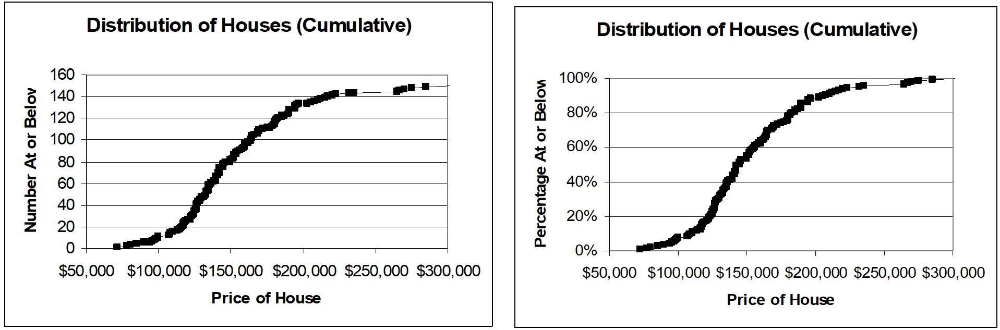 Distribution of Houses (Cumulative)
Number At or Below
160
140
120
100
80
60
40
20
0
$50,000 $100,000 $150,000 $200,000 $250,000 $300,000
Price of House
Distribution of Houses (Cumulative)
Percentage At or Below
100%
80%
60%
40%
20%
0%
$50,000 $100,000 $150,000 $200,000 $250,000 $300,000
Price of House